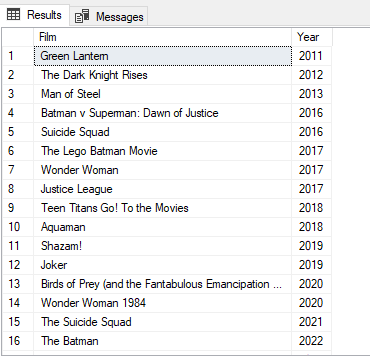 Results Messages
Film Year
1 Green Lantern 2011
2 The Dark Knight Rises 2012
3 Man of Steel 2013
4 Batman v Superman: Dawn of Justice 2016
5 Suicide Squad 2016
6 The Lego Batman Movie 2017
7 Wonder Woman 2017
8 Justice League 2017
9 Teen Titans Go! To the Movies 2018
10 Aquaman 2018
11 Shazam! 2019
12 Joker 2019
13 Birds of Prey (and the Fantabulous Emancipation ... 2020
14 Wonder Woman 1984 2020
15 The Suicide Squad 2021
16 The Batman 2022